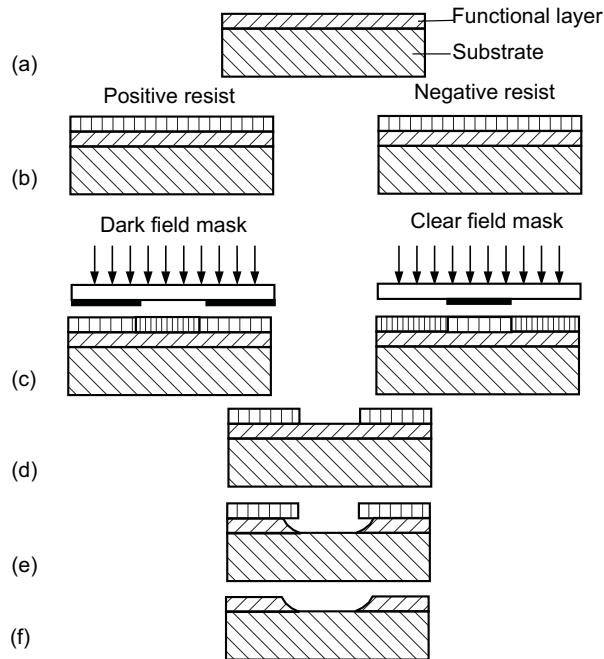 Functional layer
Substrate
(a)
Positive resist
Negative resist
(b)
Dark field mask
Clear field mask
(c)
(d)
(e)
(f)